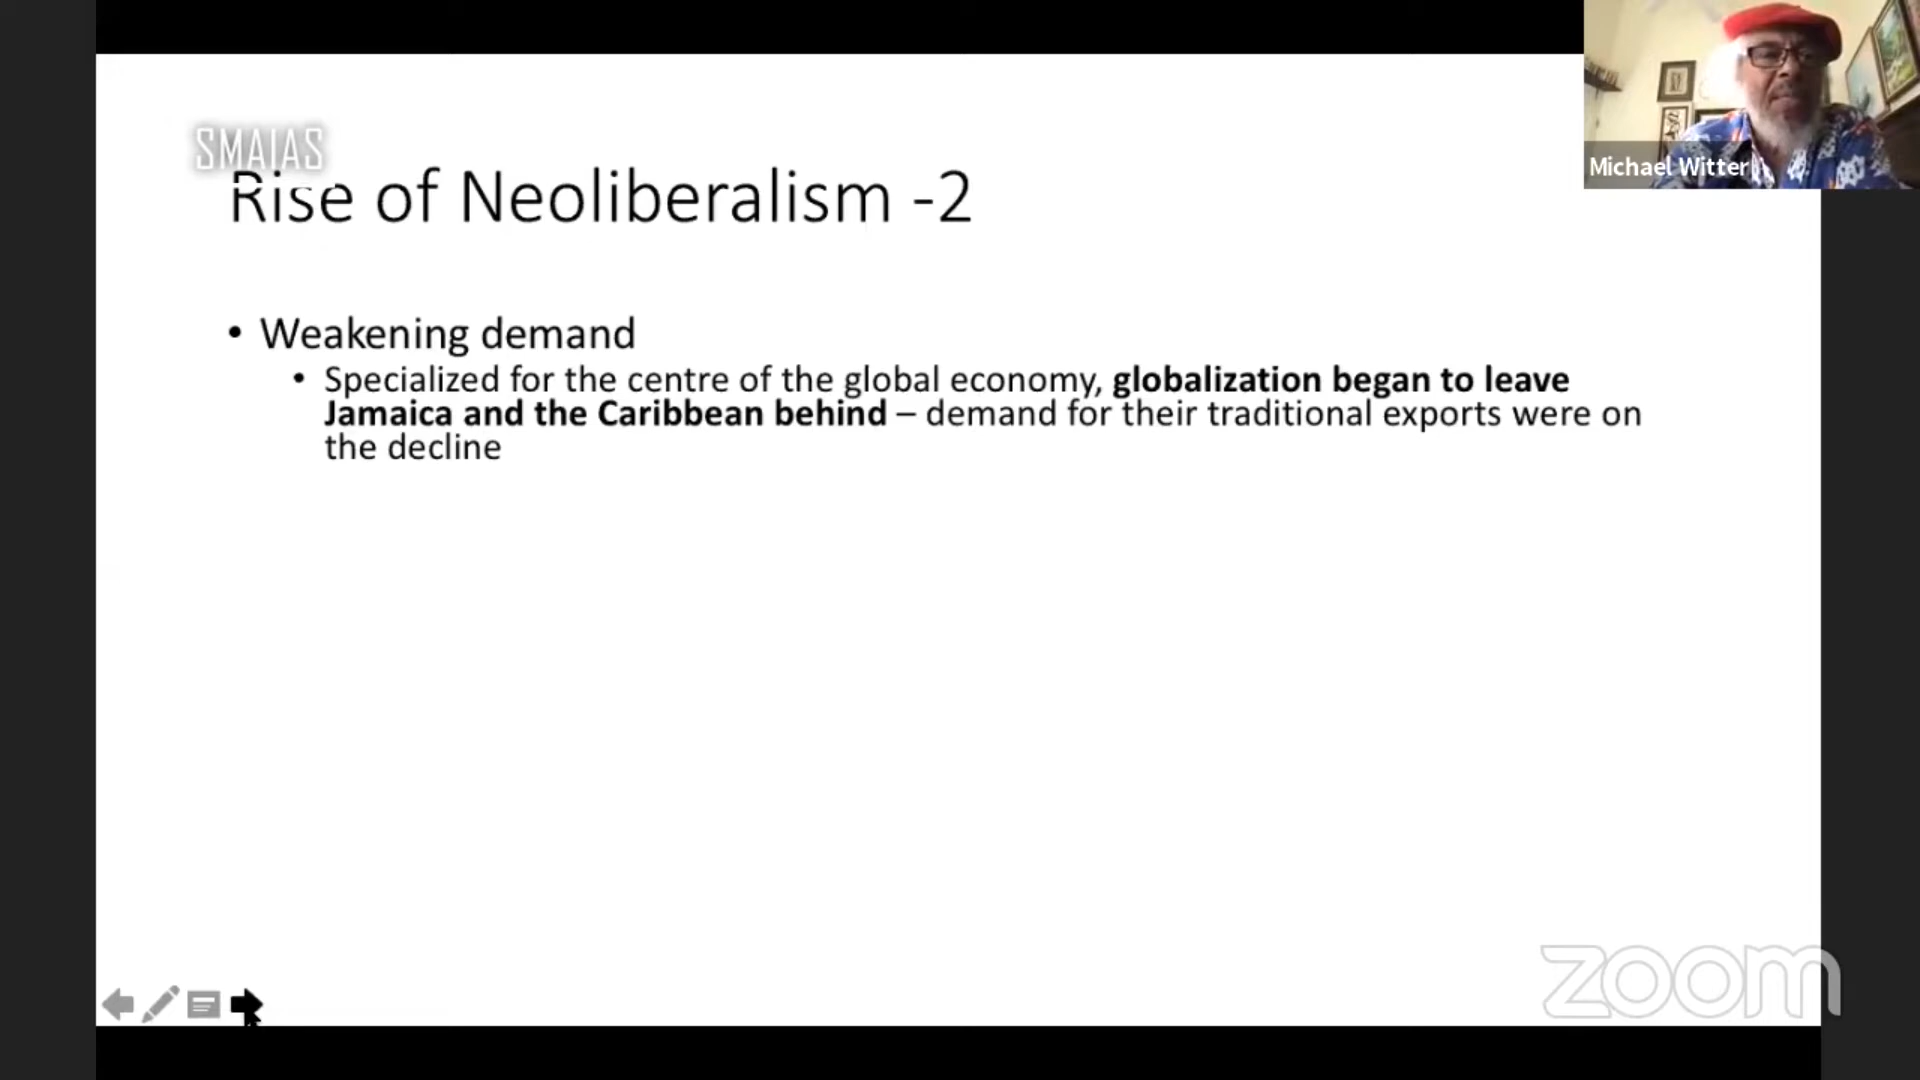 SMAIAS
Michael Witter
Rise of Neoliberalism -2
• Weakening demand
• Specialized for the centre of the global economy, globalization began to leave
Jamaica and the Caribbean behind – demand for their traditional exports were on
the decline
zoom